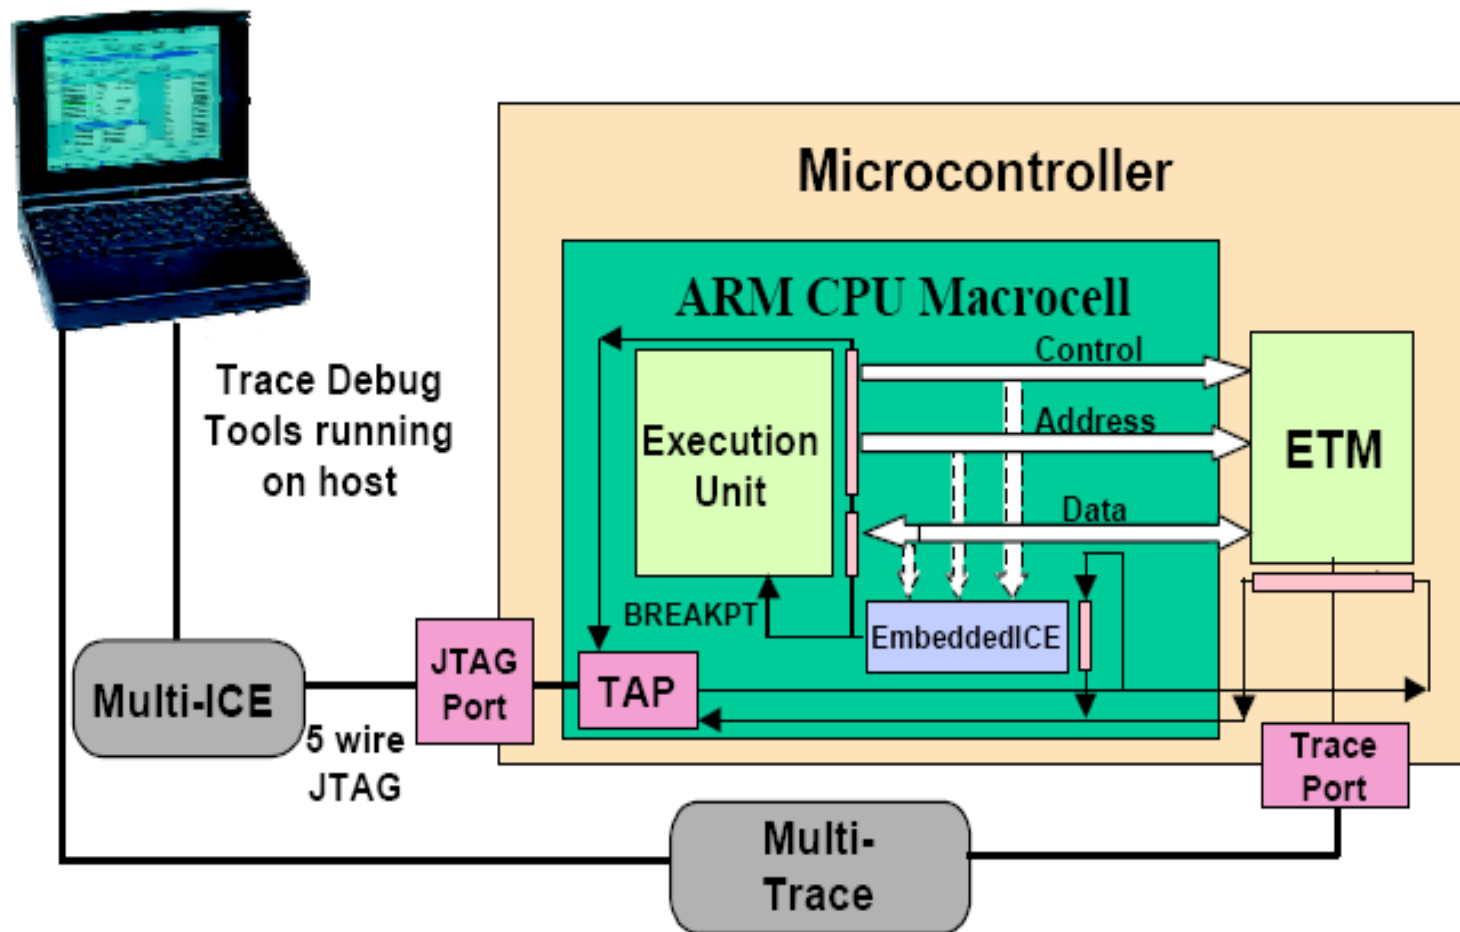 Microcontroller
ARM CPU Macrocell
Control
Trace Debug
Tools running
on host
Execution
Unit
Address
ETM
Data
BREAKPT
EmbeddedICE
JTAG
Port
TAP
Multi-ICE
5 wire
JTAG
Trace
Port
Multi-
Trace